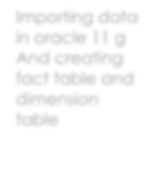 Importing data
in oracle 11 g
And creating
fact table and
dimension
table